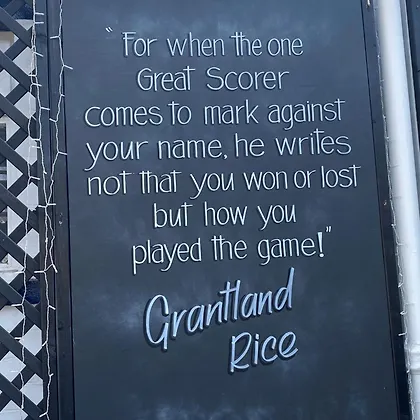 “For when the one
Great Scorer
comes to mark against
your name, he writes
not that you won or lost
but how you
played the game!”
Grantland
Rice